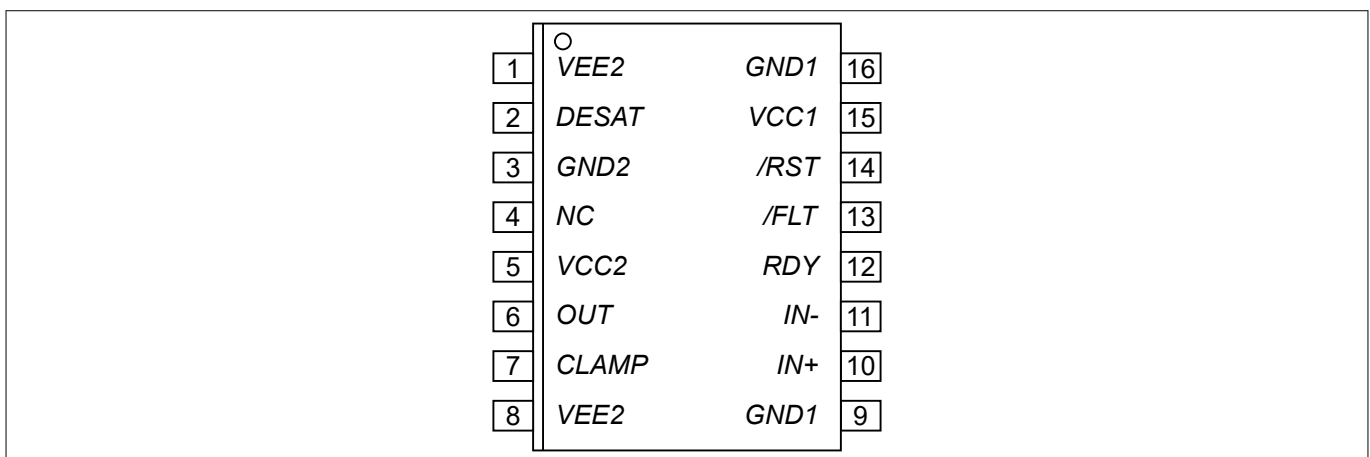 1 VEE2 GND1 16
2 DESAT VCC1 15
3 GND2 /RST 14
4 NC /FLT 13
5 VCC2 RDY 12
6 OUT IN- 11
7 CLAMP IN+ 10
8 VEE2 GND1 9